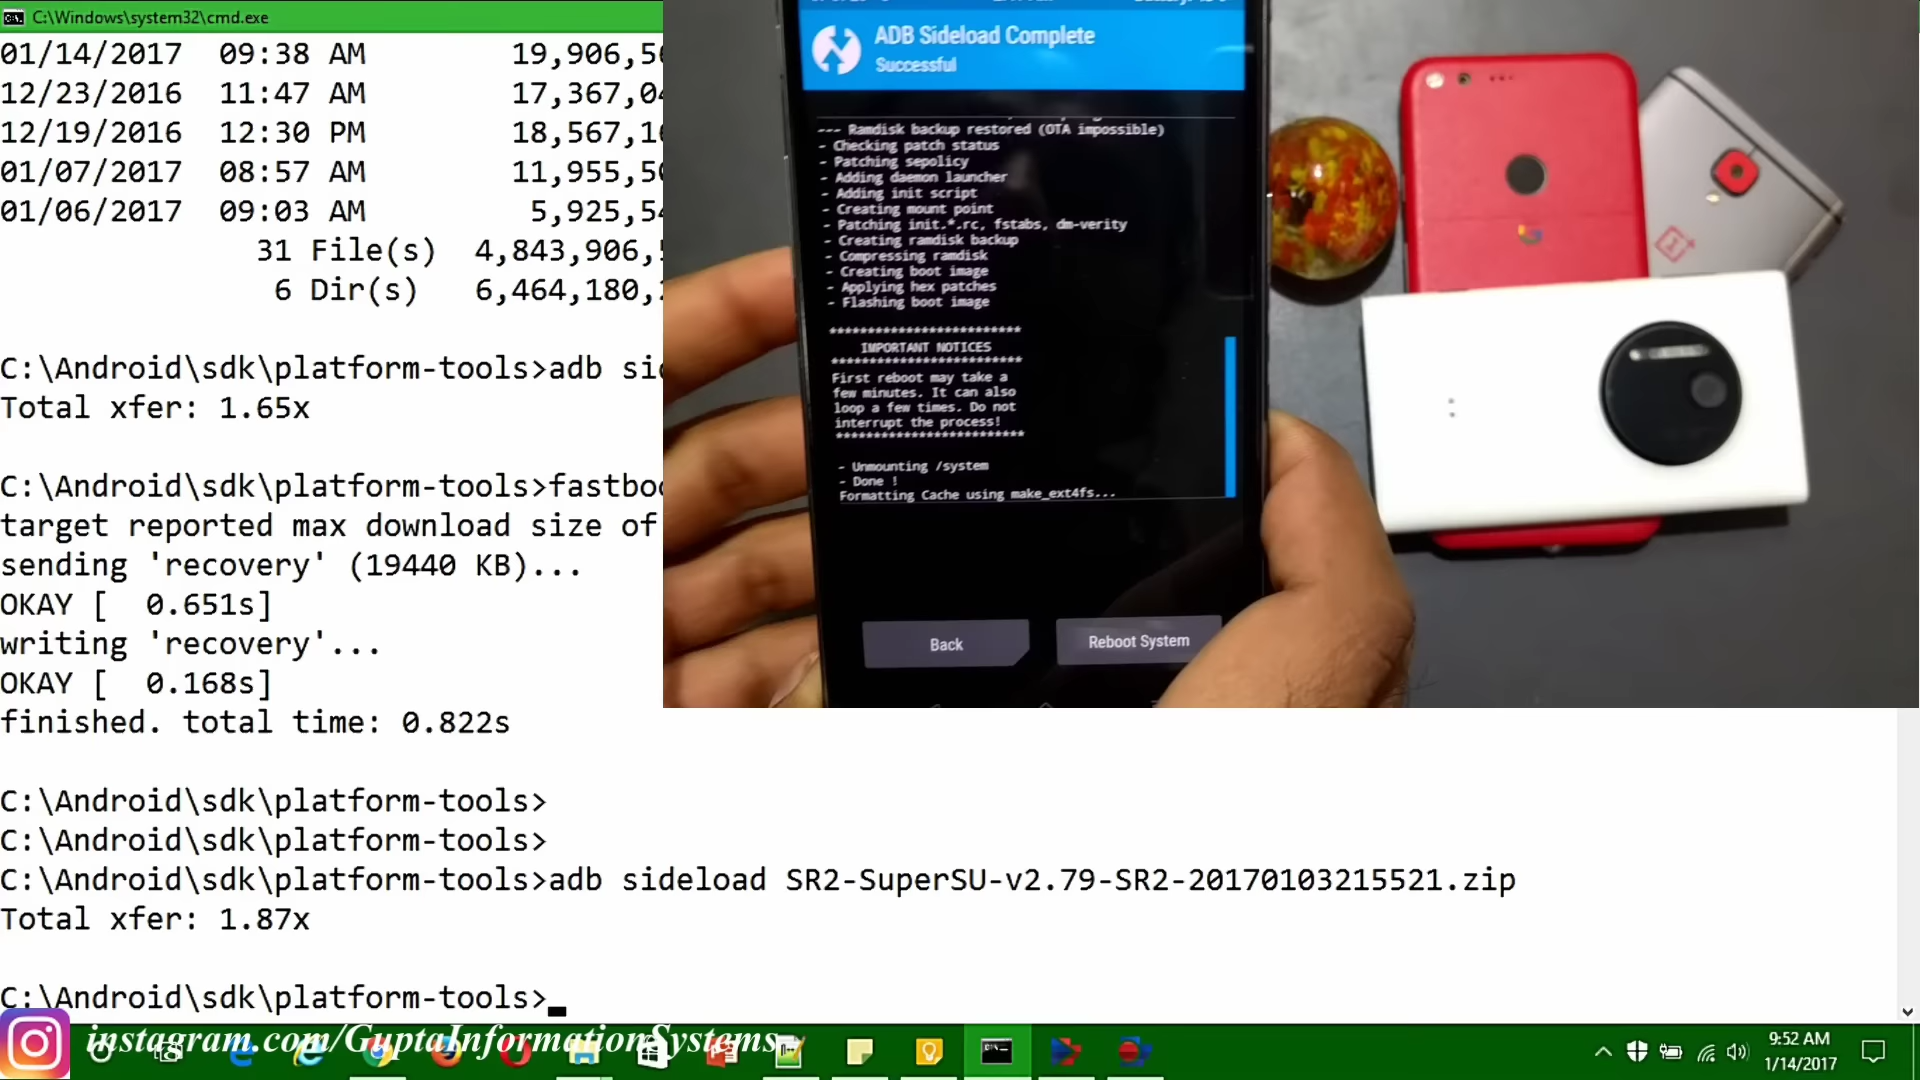 C:\Windows\system32\cmd.exe
01/14/2017 09:38 AM 19,906,5
12/23/2016 11:47 AM 17,367,0
12/19/2016 12:30 PM 18,567,1
01/07/2017 08:57 AM 11,955,5
01/06/2017 09:03 AM 5,925,5
31 File(s) 4,843,906,
6 Dir(s) 6,464,180,
C:\Android\sdk\platform-tools>adb si
Total xfer: 1.65x
C:\Android\sdk\platform-tools>fastbo
target reported max download size of
sending 'recovery' (19440 KB)...
OKAY [ 0.651s]
writing 'recovery'...
OKAY [ 0.168s]
finished. total time: 0.822s
C:\Android\sdk\platform-tools>
C:\Android\sdk\platform-tools>
C:\Android\sdk\platform-tools>adb sideload SR2-SuperSU-v2.79-SR2-20170103215521.zip
Total xfer: 1.87x
C:\Android\sdk\platform-tools>
ADB Sideload Complete
Successful
--- Ramdisk backup restored (OTA impossible)
- Checking patch status
- Patching sepolicy
- Adding daemon launcher
- Adding init script
- Creating mount point
- Patching init.*.rc, fstabs, dm-verity
- Creating ramdisk backup
- Compressing ramdisk
- Creating boot image
- Applying hex patches
- Flashing boot image
*************************
IMPORTANT NOTICES
*************************
First reboot may take a
few minutes. It can also
loop a few times. Do not
interrupt the process!
*************************
- Unmounting /system
- Done !
Formatting Cache using make_ext4fs...
Back
Reboot System
instagram.com/GuptaInformationSystems
9:52 AM
1/14/2017